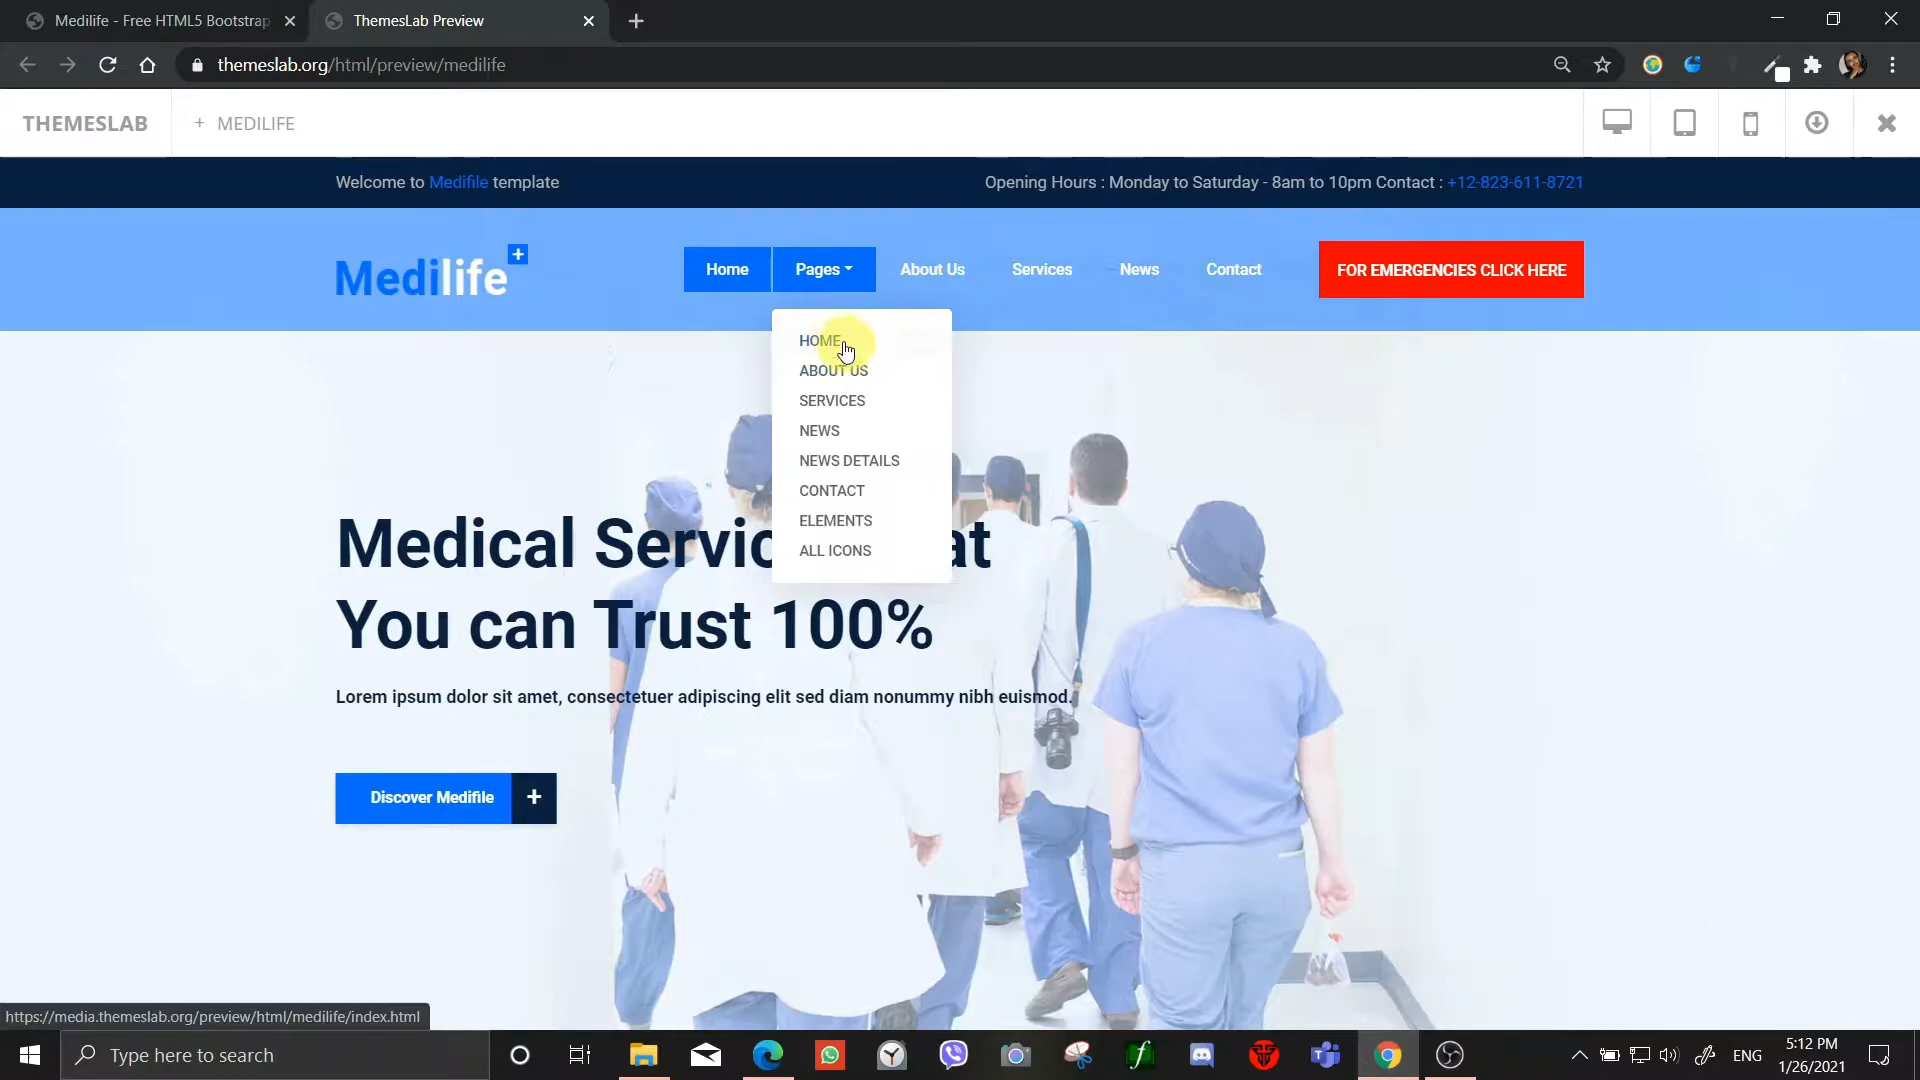 Medilife - Free HTML5 Bootstrap
ThemesLab Preview
themeslab.org/html/preview/medilife
THEMESLAB
+ MEDILIFE
Welcome to Medifile template
Opening Hours : Monday to Saturday - 8am to 10pm Contact : +12-823-611-8721
Medilife+
Home
Pages
About Us
Services
News
Contact
FOR EMERGENCIES CLICK HERE
HOME
ABOUT US
SERVICES
NEWS
NEWS DETAILS
CONTACT
ELEMENTS
ALL ICONS
Medical Servic at
You can Trust 100%
Lorem ipsum dolor sit amet, consectetuer adipiscing elit sed diam nonummy nibh euismod.
Discover Medifile +
https://media.themeslab.org/preview/html/medilife/index.html
Type here to search
ENG
5:12 PM
1/26/2021